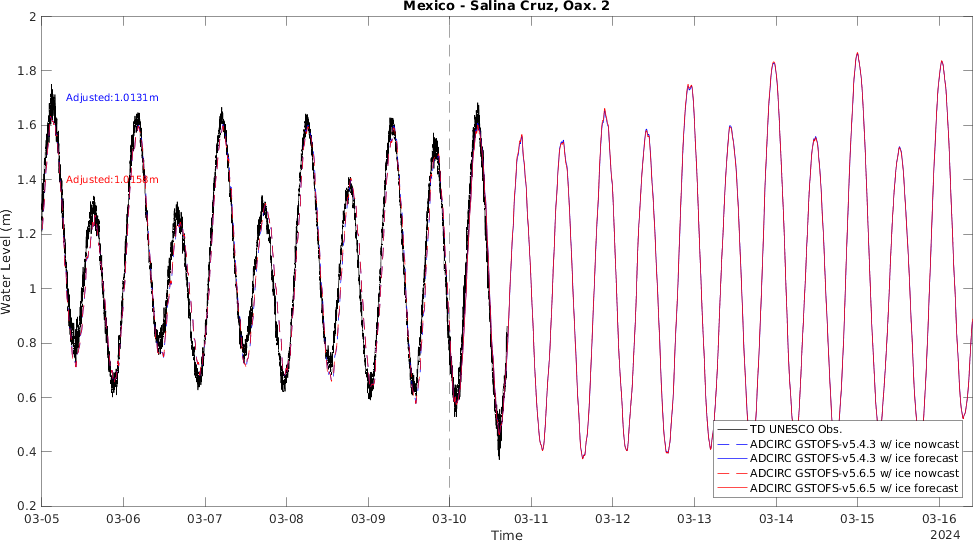 Mexico - Salina Cruz, Oax. 2
2
1.8
1.6
1.4
1.2
1
0.8
0.6
0.4
0.2
Water Level (m)
Adjusted:1.0131m
Adjusted:1.0158m
TD UNESCO Obs.
ADCIRC GSTOFS-v5.4.3 w/ ice nowcast
ADCIRC GSTOFS-v5.4.3 w/ ice forecast
ADCIRC GSTOFS-v5.6.5 w/ ice nowcast
ADCIRC GSTOFS-v5.6.5 w/ ice forecast
03-05 03-06 03-07 03-08 03-09 03-10 03-11 03-12 03-13 03-14 03-15 03-16
Time
2024